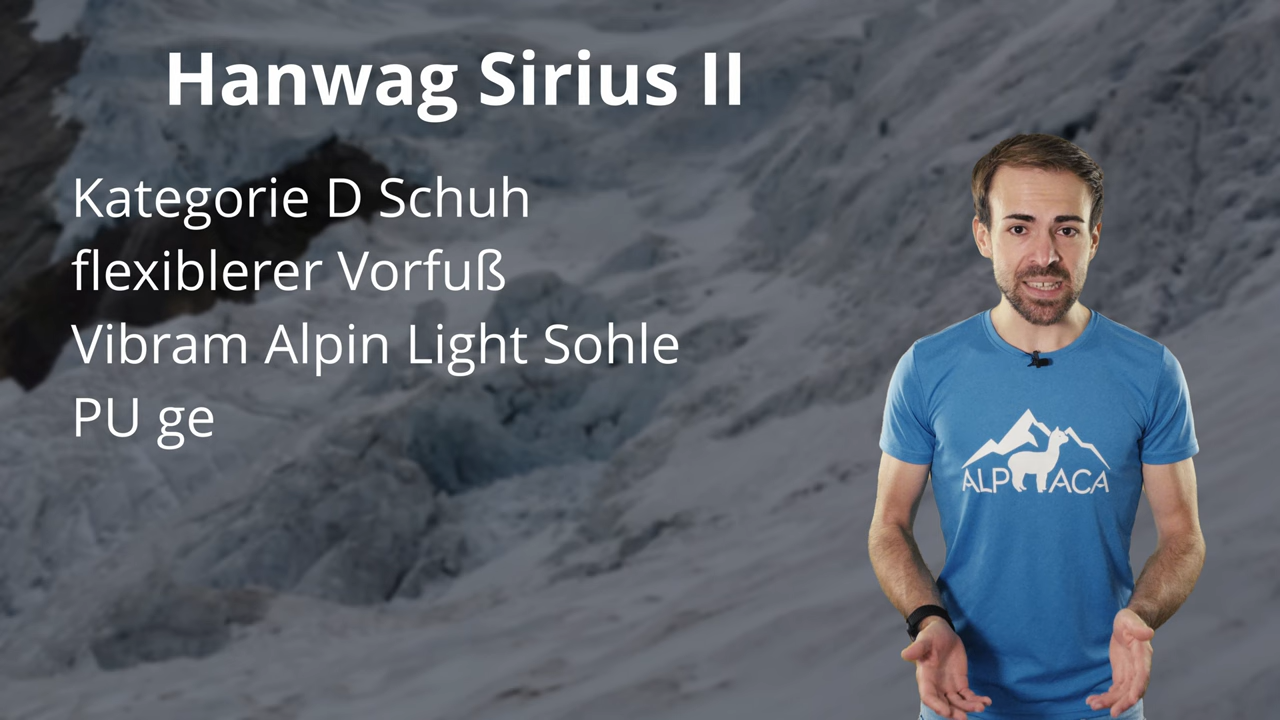 Hanwag Sirius II
Kategorie D Schuh
flexiblerer Vorfuß
Vibram Alpin Light Sohle
PU ge
ALPACA